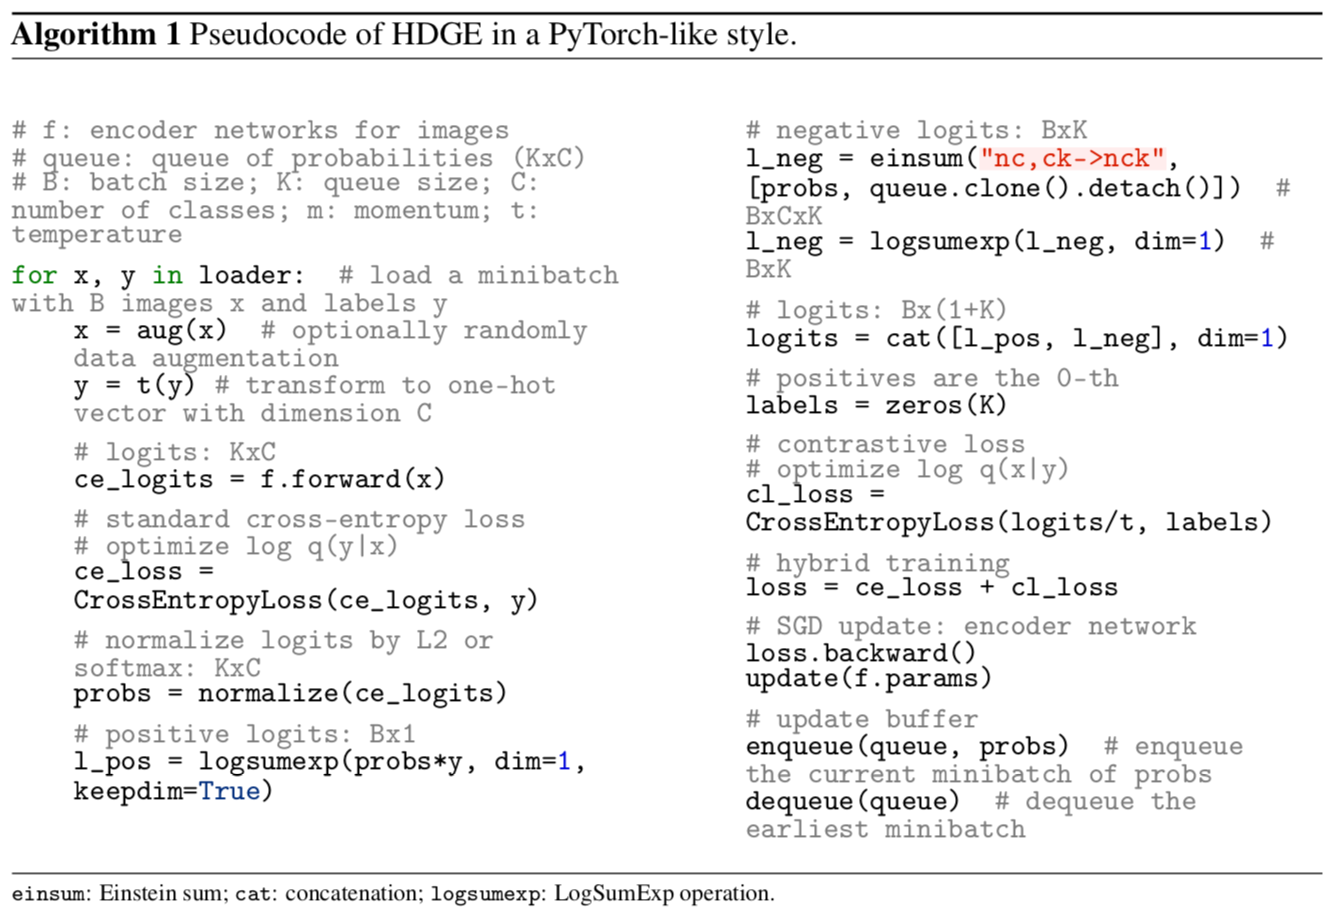 Algorithm 1 Pseudocode of HDGE in a PyTorch-like style.
# f: encoder networks for images
# queue: queue of probabilities (KxC)
# B: batch size; K: queue size; C:
number of classes; m: momentum; t:
temperature
for x, y in loader:  # load a minibatch
with B images x and labels y
x = aug(x)  # optionally randomly
data augmentation
y = t(y) # transform to one-hot
vector with dimension C
# logits: KxC
ce_logits = f.forward(x)
# standard cross-entropy loss
# optimize log q(y|x)
ce_loss =
CrossEntropyLoss(ce_logits, y)
# normalize logits by L2 or
softmax: KxC
probs = normalize(ce_logits)
# positive logits: Bx1
l_pos = logsumexp(probs*y, dim=1,
keepdim=True)
# negative logits: BxK
l_neg = einsum("nc,ck->nck",
[probs, queue.clone().detach()])  #
BxCxK
l_neg = logsumexp(l_neg, dim=1)  #
BxK
# logits: Bx(1+K)
logits = cat([l_pos, l_neg], dim=1)
# positives are the 0-th
labels = zeros(K)
# contrastive loss
# optimize log q(x|y)
cl_loss =
CrossEntropyLoss(logits/t, labels)
# hybrid training
loss = ce_loss + cl_loss
# SGD update: encoder network
loss.backward()
update(f.params)
# update buffer
enqueue(queue, probs)  # enqueue
the current minibatch of probs
dequeue(queue)  # dequeue the
earliest minibatch
einsum: Einstein sum; cat: concatenation; logsumexp: LogSumExp operation.